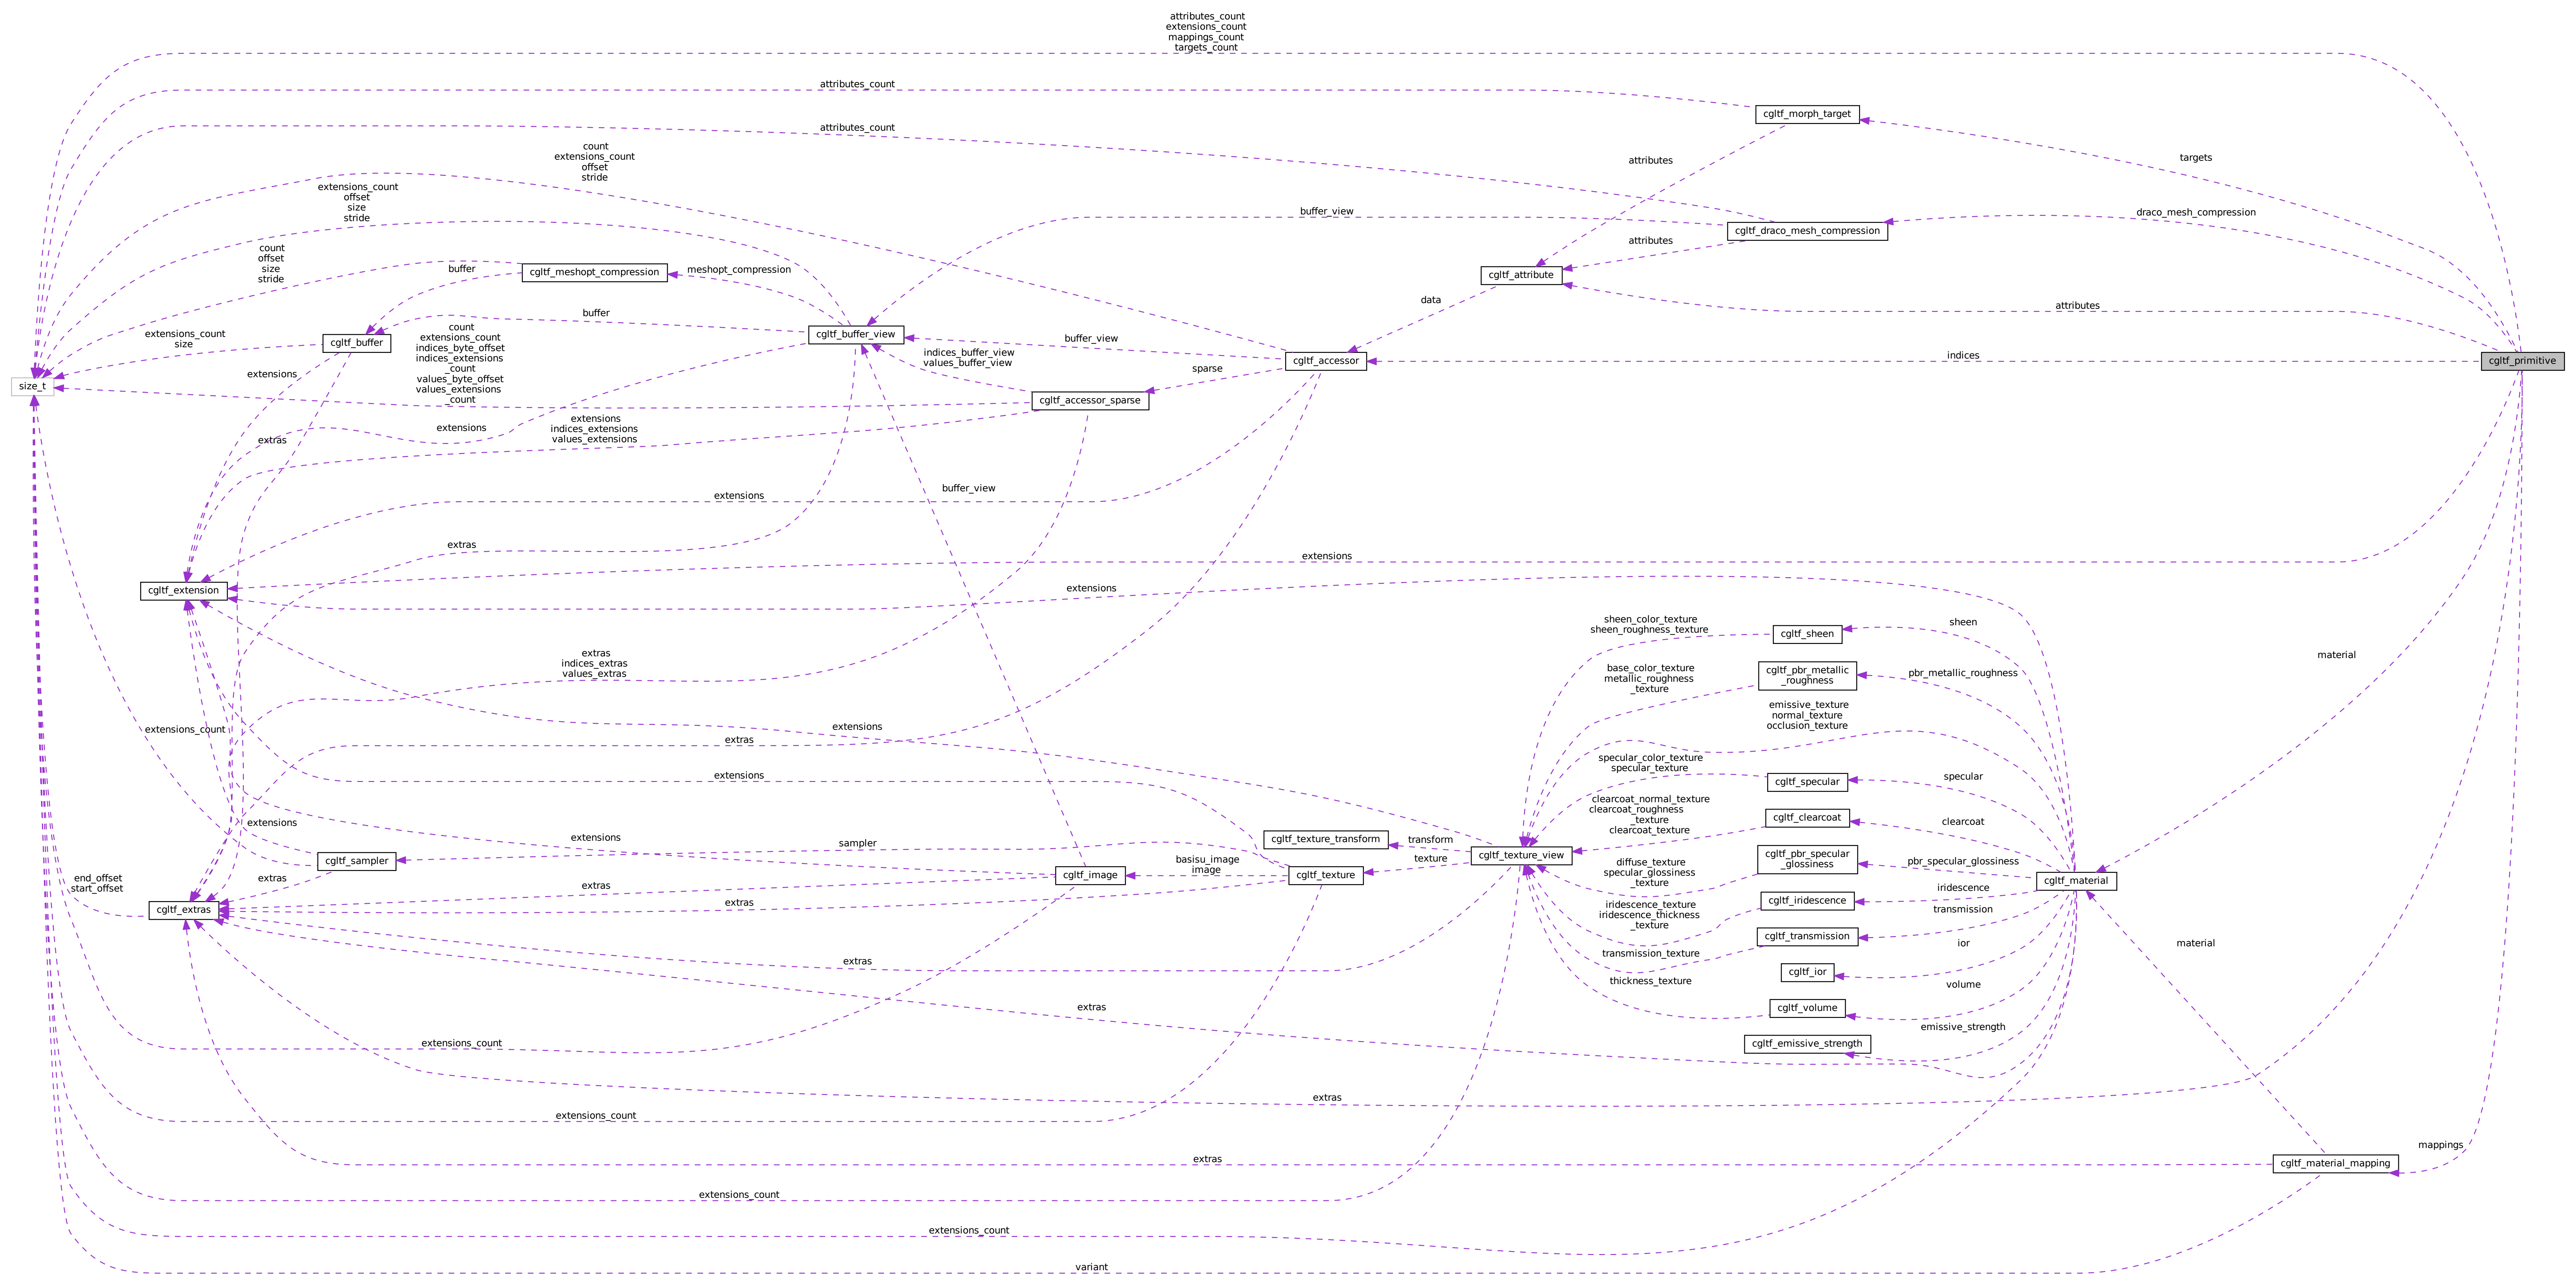 attributes_count
extensions_count
mappings_count
targets_count
attributes_count
cgltf_morph_target
attributes_count
count
extensions_count
offset
stride
attributes
targets
extensions_count
offset
size
stride
buffer_view
draco_mesh_compression
cgltf_draco_mesh_compression
attributes
count
offset
size
stride
buffer
cgltf_meshopt_compression
meshopt_compression
cgltf_attribute
data
attributes
buffer
extensions_count
size
cgltf_buffer
count
extensions_count
indices_byte_offset
indices_extensions
_count
values_byte_offset
values_extensions
_count
cgltf_buffer_view
buffer_view
indices_buffer_view
values_buffer_view
cgltf_accessor
indices
cgltf_primitive
sparse
extensions
size_t
cgltf_accessor_sparse
extensions
indices_extensions
values_extensions
extensions
extras
extensions
buffer_view
extras
extensions
cgltf_extension
extensions
sheen_color_texture
sheen_roughness_texture
cgltf_sheen
sheen
extras
indices_extras
values_extras
base_color_texture
metallic_roughness
_texture
cgltf_pbr_metallic
_roughness
pbr_metallic_roughness
material
emissive_texture
normal_texture
occlusion_texture
extensions_count
extensions
extras
specular_color_texture
specular_texture
cgltf_specular
specular
extensions
clearcoat_normal_texture
clearcoat_roughness
_texture
clearcoat_texture
cgltf_clearcoat
clearcoat
extensions
extensions
sampler
cgltf_texture_transform
transform
cgltf_texture_view
texture
cgltf_pbr_specular
_glossiness
pbr_specular_glossiness
cgltf_sampler
basisu_image
image
diffuse_texture
specular_glossiness
_texture
cgltf_image
cgltf_texture
cgltf_material
end_offset
start_offset
extras
extras
extras
iridescence
iridescence_texture
iridescence_thickness
_texture
cgltf_iridescence
cgltf_extras
transmission
cgltf_transmission
transmission_texture
extras
ior
material
cgltf_ior
thickness_texture
volume
extras
cgltf_volume
emissive_strength
extensions_count
cgltf_emissive_strength
extras
extensions_count
mappings
extras
cgltf_material_mapping
extensions_count
extensions_count
variant